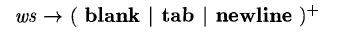 ws → ( blank | tab | newline )+